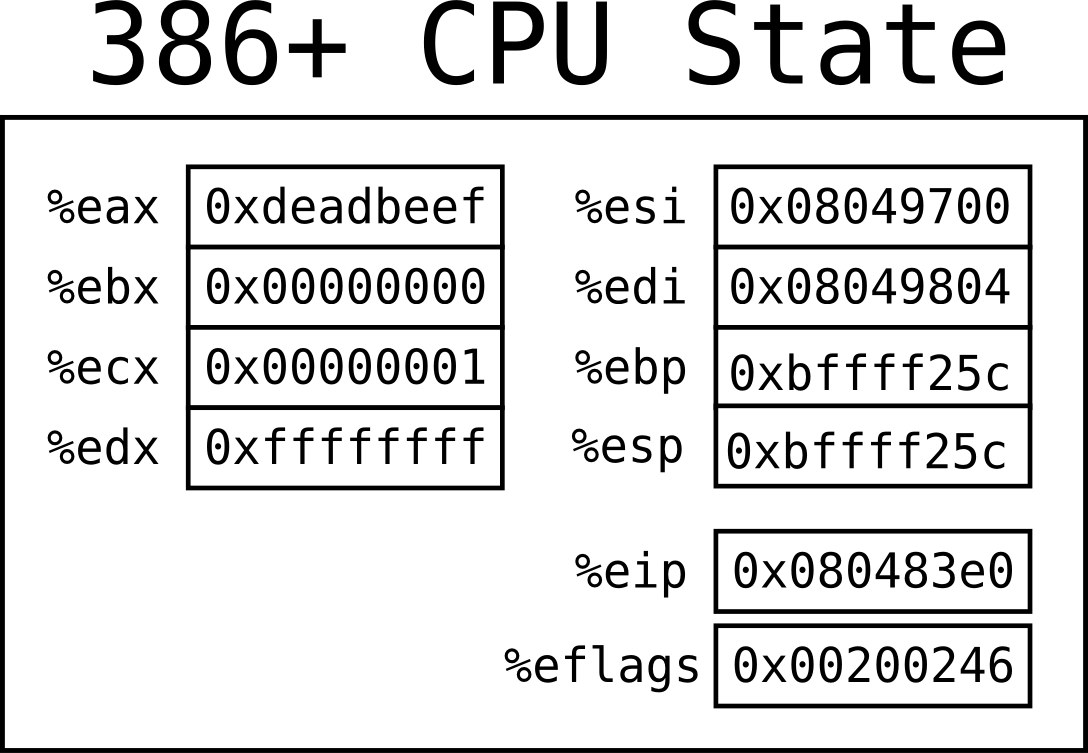 386+ CPU State
%eax 0xdeadbeef %esi 0x08049700
%ebx 0x00000000 %edi 0x08049804
%ecx 0x00000001 %ebp 0xbffff25c
%edx 0xffffffff %esp 0xbffff25c
%eip 0x080483e0
%eflags 0x00200246